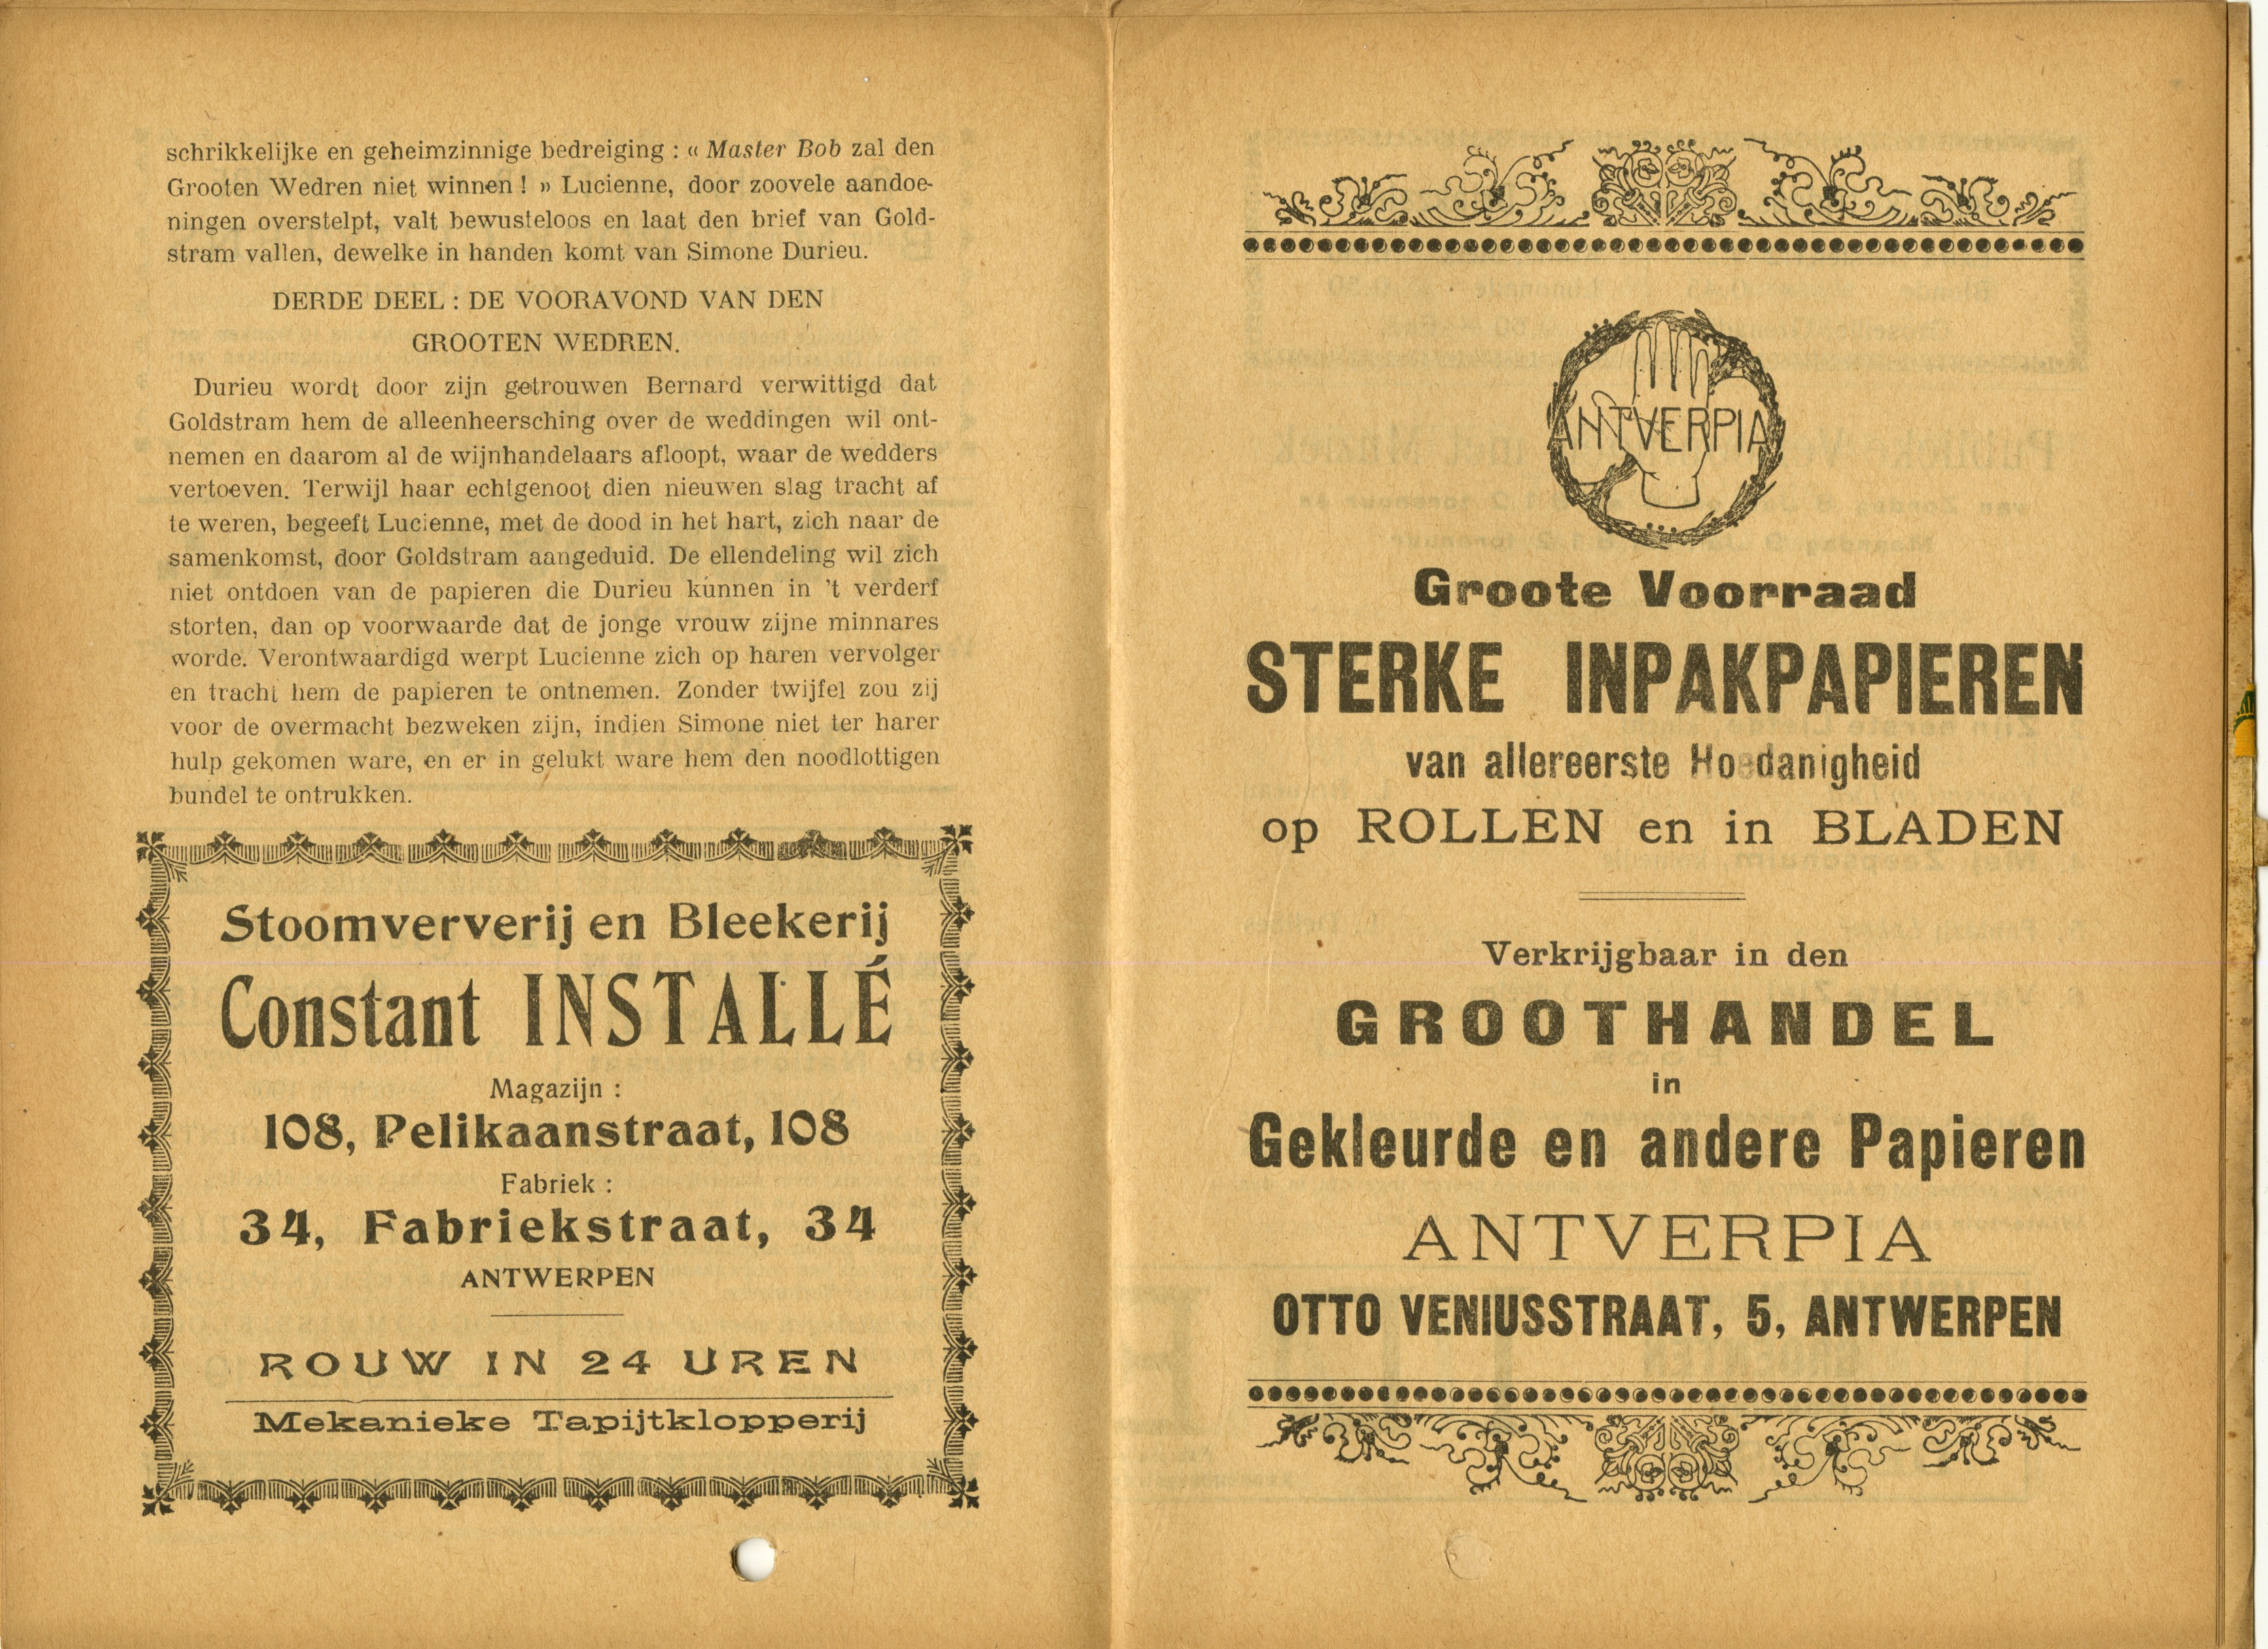 schrikkelijke en geheimzinnige bedreiging : « Master Bob zal den
Grooten Wedren niet winnen ! » Lucienne, door zoovele aandoe-
ningen overstelpt, valt bewusteloos en laat den brief van Gold-
stram vallen, dewelke in handen komt van Simone Durieu.
DERDE DEEL : DE VOORAVOND VAN DEN
GROOTEN WEDREN.
Durieu wordt door zijn getrouwen Bernard verwittigd dat
Goldstram hem de alleenheersching over de weddingen wil ont-
nemen en daarom al de wijnhandelaars afloopt, waar de wedders
vertoeven. Terwijl haar echtgenoot dien nieuwen slag tracht af
te weren, begeeft Lucienne, met de dood in het hart, zich naar de
samenkomst, door Goldstram aangeduid. De ellendeling wil zich
niet ontdoen van de papieren die Durieu kunnen in 't verderf
storten, dan op voorwaarde dat de jonge vrouw zijne minnares
worde. Verontwaardigd werpt Lucienne zich op haren vervolger
en tracht hem de papieren te ontnemen. Zonder twijfel zou zij
voor de overmacht bezweken zijn, indien Simone niet ter harer
hulp gekomen ware, en er in gelukt ware hem den noodlottigen
bundel te ontrukken.
Stoomververij en Bleekerij
Constant INSTALLÉ
Magazijn :
108, Pelikaanstraat, 108
Fabriek :
34, Fabriekstraat, 34
ANTWERPEN
ROUW IN 24 UREN
Mekanieke Tapijtklopperij
ANTVERPIA
Groote Voorraad
STERKE INPAKPAPIEREN
van allereerste Hoedanigheid
op ROLLEN en in BLADEN
Verkrijgbaar in den
GROOTHANDEL
in
Gekleurde en andere Papieren
ANTVERPIA
OTTO VENIUSSTRAAT, 5, ANTWERPEN